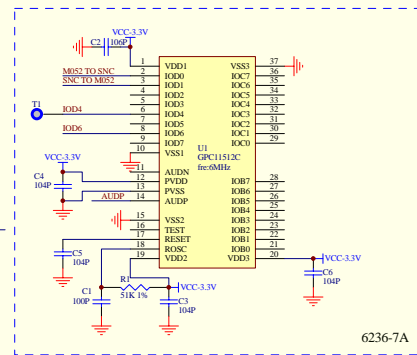 VCC-3.3V
C2 106P
1 VDD1 VSS3 37
M052 TO SNC 2 IOD0 IOC7 36
SNC TO M052 3 IOD1 IOC6 35
4 IOD2 IOC5 34
5 IOD3 IOC4 33
T1 IOD4 6 IOD4 IOC3 32
7 IOD5 IOC2 31
IOD6 8 IOD6 IOC1 30
9 IOD7 IOC0 29
10 VSS1
U1
GPC11512C
fre:6MHz
VCC-3.3V
11 AUDN
12 PVDD IOB7 28
C4
104P
13 PVSS IOB6 27
IOB5 26
AUDP 14 AUDP IOB4 25
IOB3 24
15 VSS2 IOB2 23
16 TEST IOB1 22
17 RESET IOB0 21
18 ROSC VDD3 20
19 VDD2
VCC-3.3V
C5
104P
C6
104P
R1
51K 1%
VCC-3.3V
C1
100P
C3
104P
6236-7A